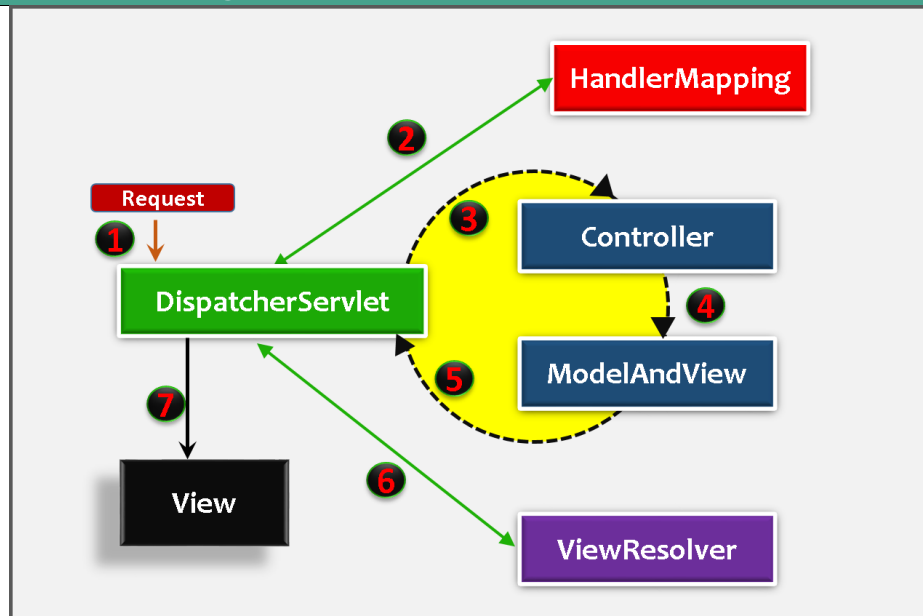 HandlerMapping
2
Request
1
3
Controller
DispatcherServlet
4
ModelAndView
5
7
6
View
ViewResolver